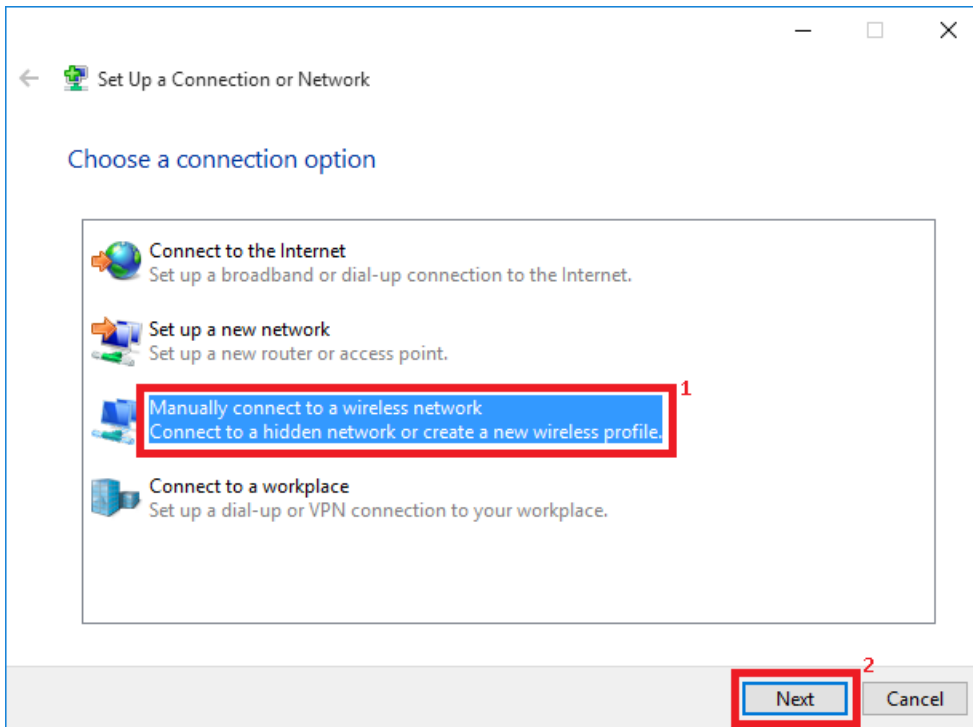 Set Up a Connection or Network
Choose a connection option
Connect to the Internet
Set up a broadband or dial-up connection to the Internet.
Set up a new network
Set up a new router or access point.
1
Manually connect to a wireless network
Connect to a hidden network or create a new wireless profile.
Connect to a workplace
Set up a dial-up or VPN connection to your workplace.
2
Next
Cancel